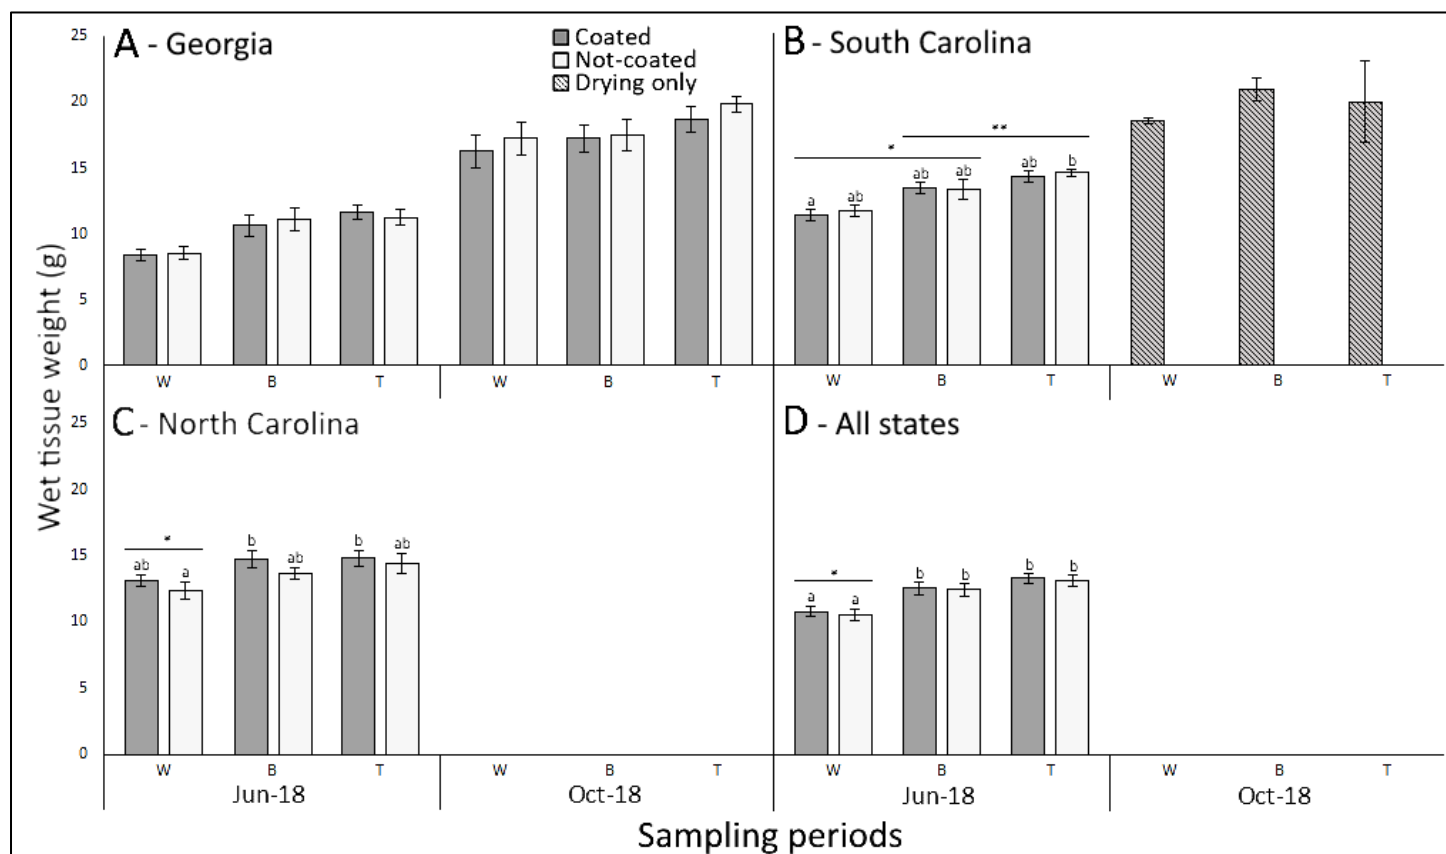 A - Georgia
Coated
Not-coated
Drying only
B - South Carolina
25
20
15
10
5
0
* **
a ab ab ab ab b
W B T W B T W B T W B T
C - North Carolina
D - All states
25
20
15
10
5
0
* *
ab a b ab b ab
a a b b b b
W B T W B T W B T W B T
Jun-18 Oct-18 Jun-18 Oct-18
Wet tissue weight (g)
Sampling periods